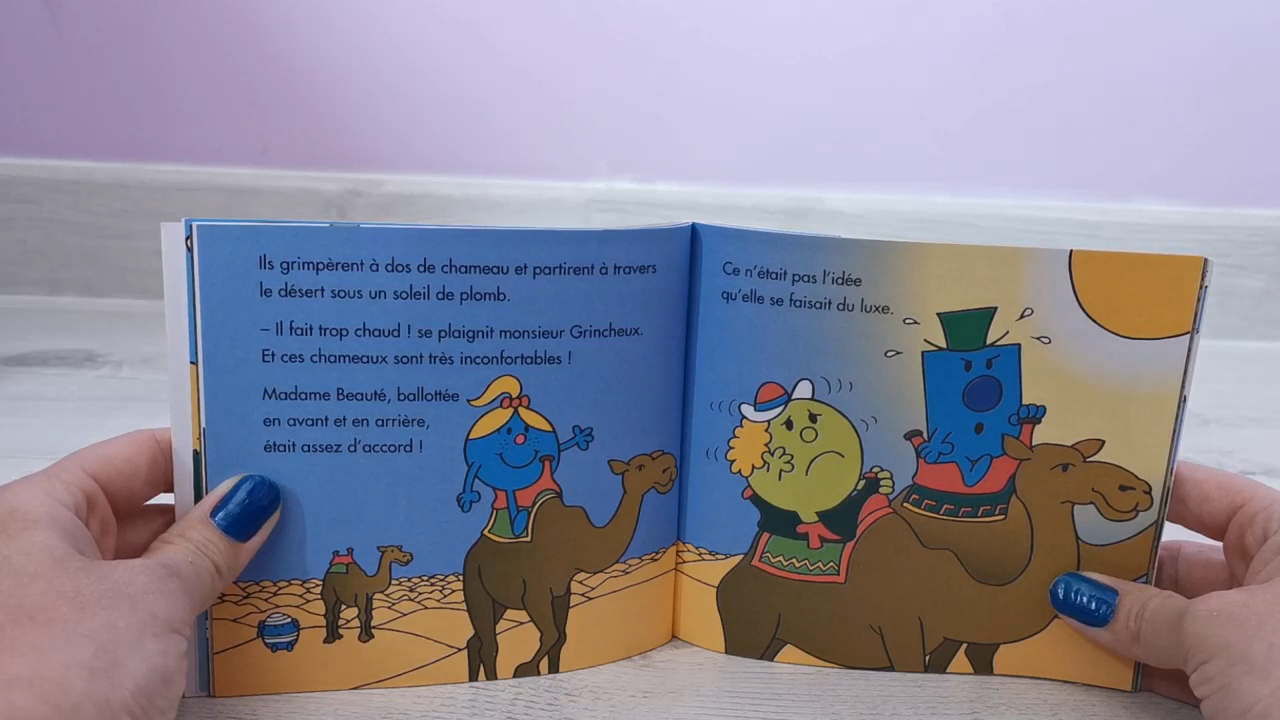 Ils grimpèrent à dos de chameau et partirent à travers
le désert sous un soleil de plomb.
– Il fait trop chaud ! se plaignit monsieur Grincheux.
Et ces chameaux sont très inconfortables !
Madame Beauté, ballottée
en avant et en arrière,
était assez d'accord !
Ce n'était pas l'idée
qu'elle se faisait du luxe.